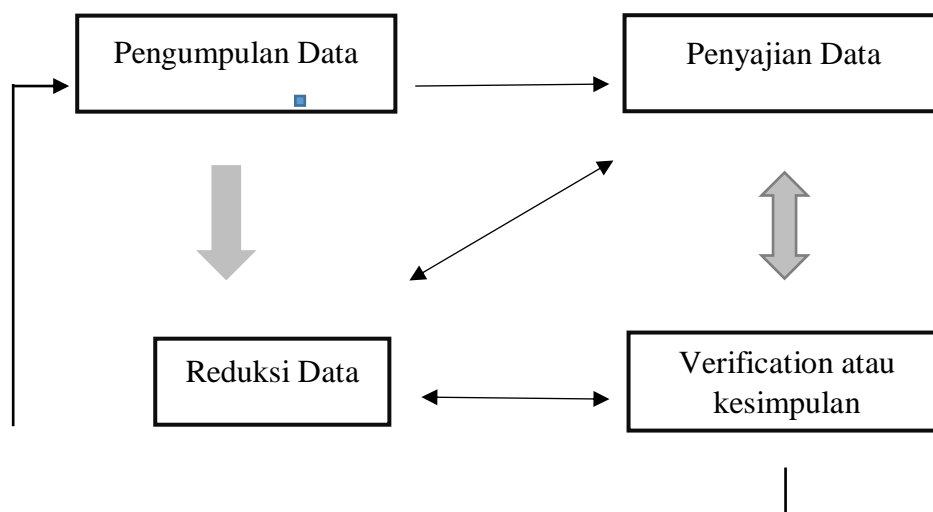 Pengumpulan Data
Penyajian Data
Reduksi Data
Verification atau
kesimpulan